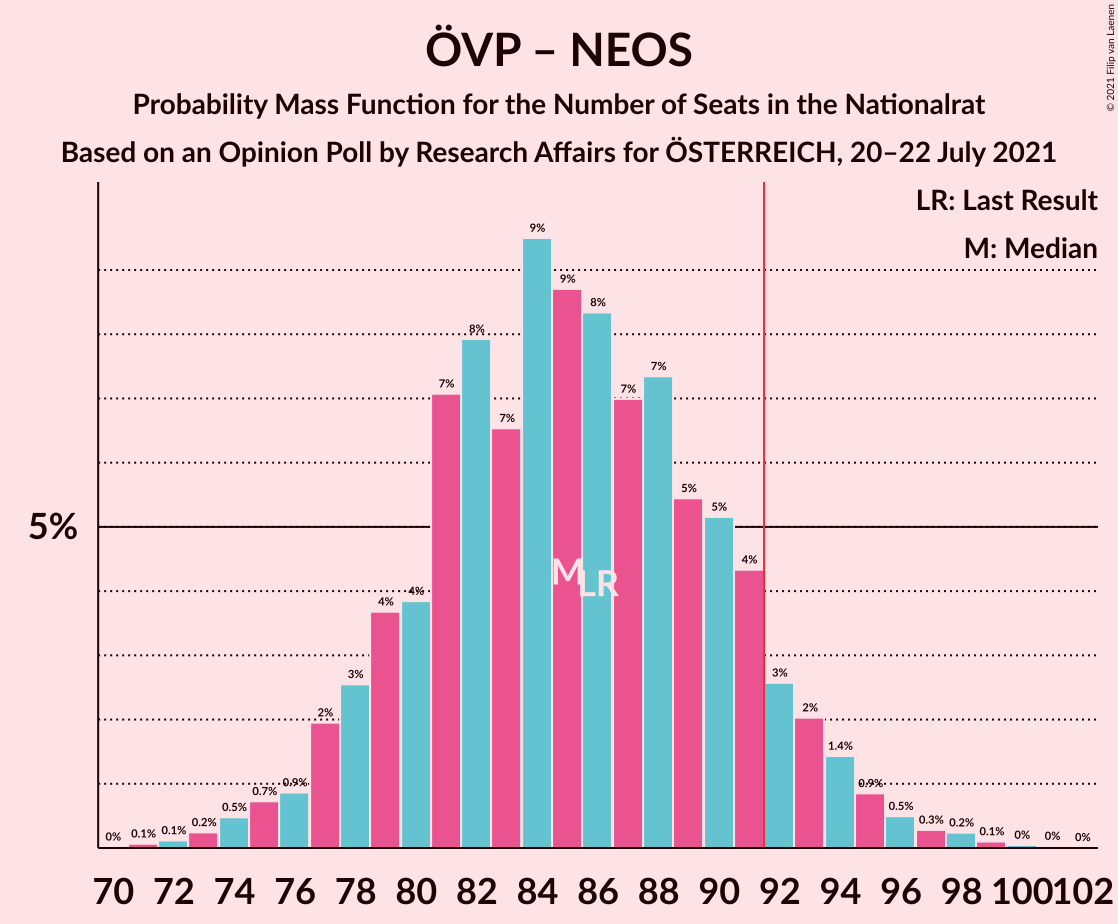 © 2021 Filip van Laenen
ÖVP – NEOS
Probability Mass Function for the Number of Seats in the Nationalrat
Based on an Opinion Poll by Research Affairs for ÖSTERREICH, 20–22 July 2021
LR: Last Result
M: Median
5%
0% 0.1% 0.1% 0.2% 0.5% 0.7% 0.9% 2% 3% 4% 4% 7% 8% 7% 9% 9% 8% 7% 7% 5% 5% 4% 3% 2% 1.4% 0.9% 0.5% 0.3% 0.2% 0.1% 0% 0% 0%
M LR
70 72 74 76 78 80 82 84 86 88 90 92 94 96 98 100 102